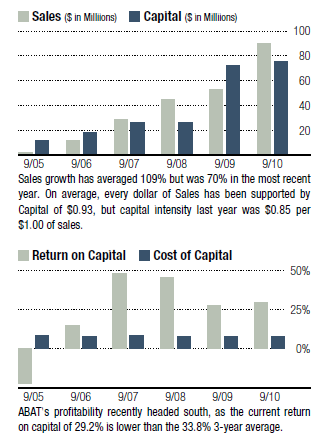 Sales ($ in Millions) Capital ($ in Millions)
100
80
60
40
20
9/05 9/06 9/07 9/08 9/09 9/10
Sales growth has averaged 109% but was 70% in the most recent
year. On average, every dollar of Sales has been supported by
Capital of $0.93, but capital intensity last year was $0.85 per
$1.00 of sales.
Return on Capital Cost of Capital
50%
25%
0%
9/05 9/06 9/07 9/08 9/09 9/10
ABAT's profitability recently headed south, as the current return
on capital of 29.2% is lower than the 33.8% 3-year average.